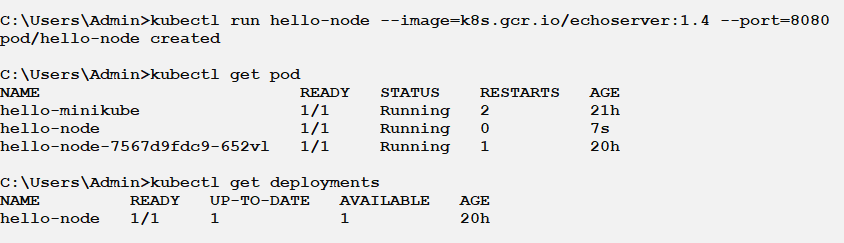 C:\Users\Admin>kubectl run hello-node --image=k8s.gcr.io/echoserver:1.4 --port=8080
pod/hello-node created
C:\Users\Admin>kubectl get pod
NAME READY STATUS RESTARTS AGE
hello-minikube 1/1 Running 2 21h
hello-node 1/1 Running 0 7s
hello-node-7567d9fdc9-652vl 1/1 Running 1 20h
C:\Users\Admin>kubectl get deployments
NAME READY UP-TO-DATE AVAILABLE AGE
hello-node 1/1 1 1 20h